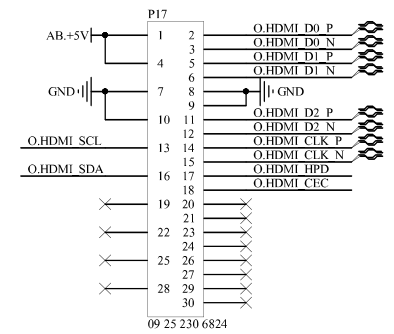 P17
AB.+5V 1 2 O.HDMI_D0_P
3 O.HDMI_D0_N
4 5 O.HDMI_D1_P
6 O.HDMI_D1_N
GND 7 8 GND
9
10 11 O.HDMI_D2_P
12 O.HDMI_D2_N
O.HDMI_SCL 13 14 O.HDMI_CLK_P
15 O.HDMI_CLK_N
O.HDMI_SDA 16 17 O.HDMI_HPD
18 O.HDMI_CEC
19 20
21
22 23
24
25 26
27
28 29
30
09 25 230 6824